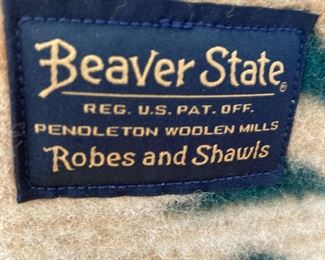 Beaver State®
REG. U.S. PAT. OFF.
PENDLETON WOOLEN MILLS
Robes and Shawls